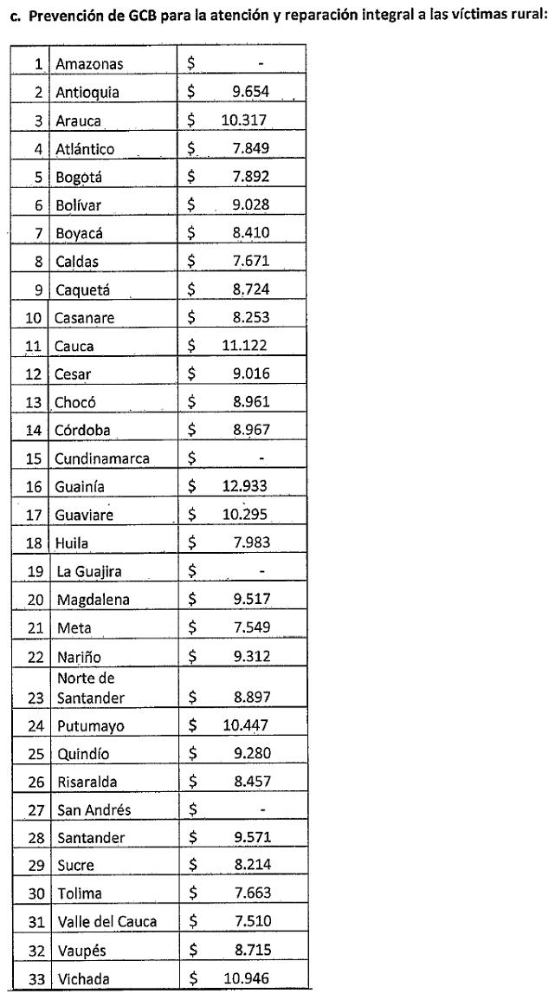 c. Prevención de GCB para la atención y reparación integral a las víctimas rural:
1 Amazonas $ -
2 Antioquia $ 9.654
3 Arauca $ 10.317
4 Atlántico $ 7.849
5 Bogotá $ 7.892
6 Bolívar $ 9.028
7 Boyacá $ 8.410
8 Caldas $ 7.671
9 Caquetá $ 8.724
10 Casanare $ 8.253
11 Cauca $ 11.122
12 Cesar $ 9.016
13 Chocó $ 8.961
14 Córdoba $ 8.967
15 Cundinamarca $ -
16 Guainía $ 12.933
17 Guaviare $ 10.295
18 Huila $ 7.983
19 La Guajira $ -
20 Magdalena $ 9.517
21 Meta $ 7.549
22 Nariño $ 9.312
Norte de
23 Santander $ 8.897
24 Putumayo $ 10.447
25 Quindío $ 9.280
26 Risaralda $ 8.457
27 San Andrés $ -
28 Santander $ 9.571
29 Sucre $ 8.214
30 Tolima $ 7.663
31 Valle del Cauca $ 7.510
32 Vaupés $ 8.715
33 Vichada $ 10.946